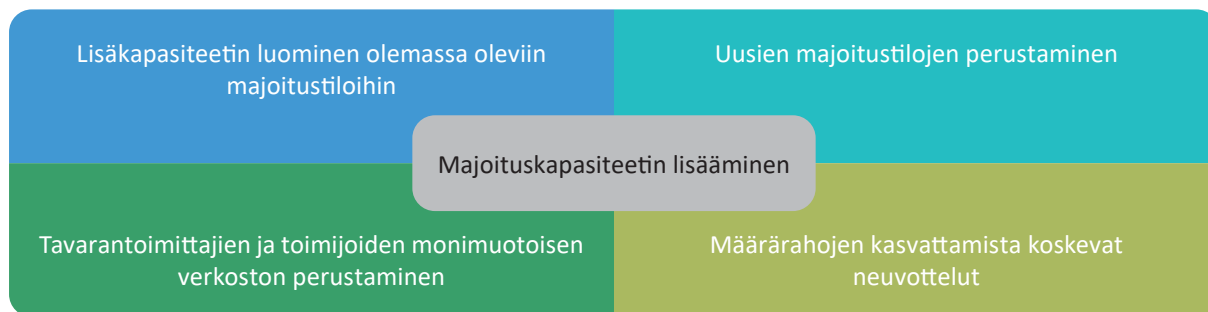 Lisäkapasiteetin luominen olemassa oleviin
majoitustiloihin
Uusien majoitustilojen perustaminen
Majoituskapasiteetin lisääminen
Tavarantoimittajien ja toimijoiden monimuotoisen
verkoston perustaminen
Määrärahojen kasvattamista koskevat
neuvottelut